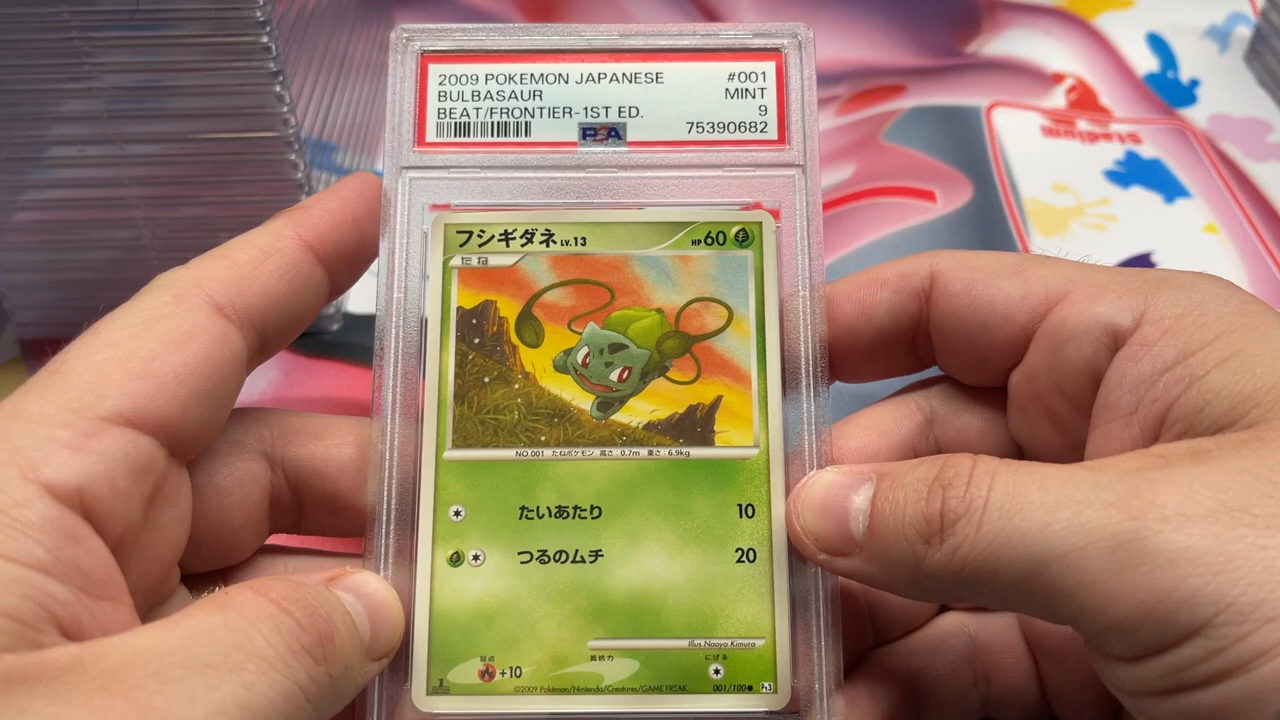 2009 POKEMON JAPANESE #001
BULBASAUR MINT
BEAT/FRONTIER-1ST ED. 9
PSA 75390682
フシギダネ LV.13 HP60
たね
NO.001 たねポケモン 高さ:0.7m 重さ:6.9kg
たいあたり 10
つるのムチ 20
Illus Naoyo Kimura
弱点 抵抗力 にげる
+10
©2009 Pokémon/Nintendo/Creatures/GAME FREAK 001/100 Pt3
Stadium